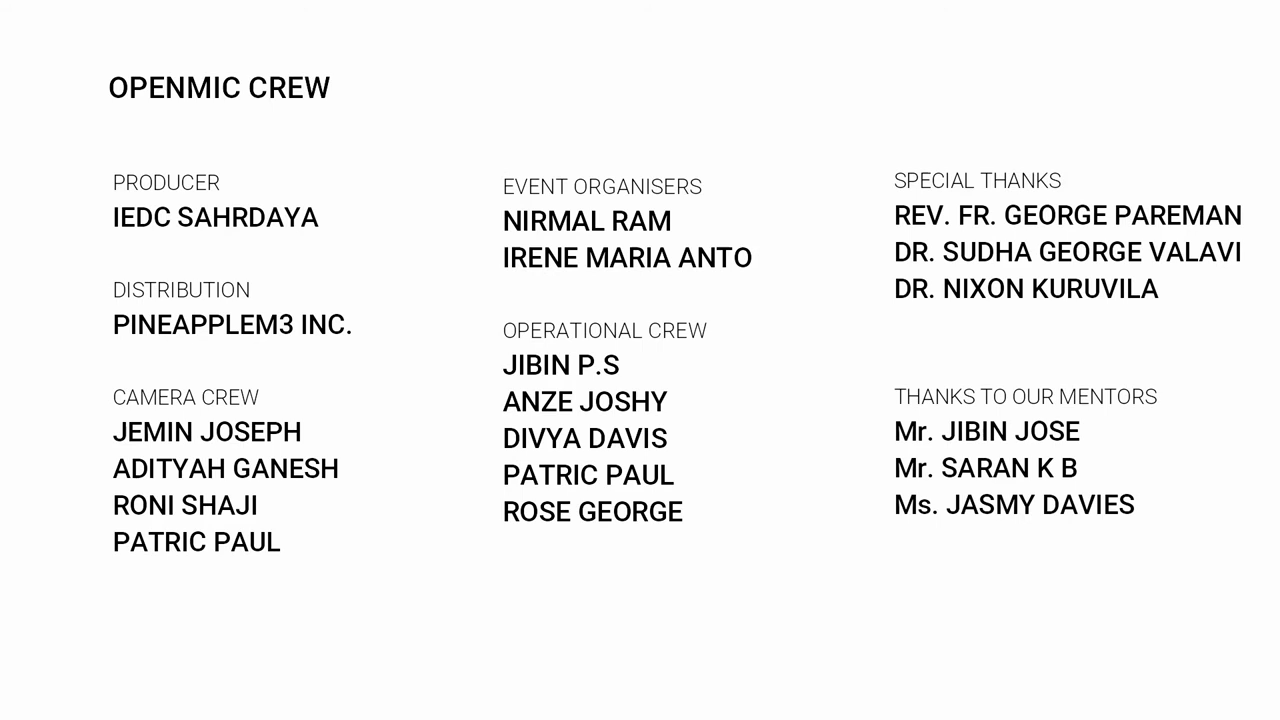 OPENMIC CREW
PRODUCER
IEDC SAHRDAYA
DISTRIBUTION
PINEAPPLEM3 INC.
CAMERA CREW
JEMIN JOSEPH
ADITYAH GANESH
RONI SHAJI
PATRIC PAUL
EVENT ORGANISERS
NIRMAL RAM
IRENE MARIA ANTO
OPERATIONAL CREW
JIBIN P.S
ANZE JOSHY
DIVYA DAVIS
PATRIC PAUL
ROSE GEORGE
SPECIAL THANKS
REV. FR. GEORGE PAREMAN
DR. SUDHA GEORGE VALAVI
DR. NIXON KURUVILA
THANKS TO OUR MENTORS
Mr. JIBIN JOSE
Mr. SARAN K B
Ms. JASMY DAVIES